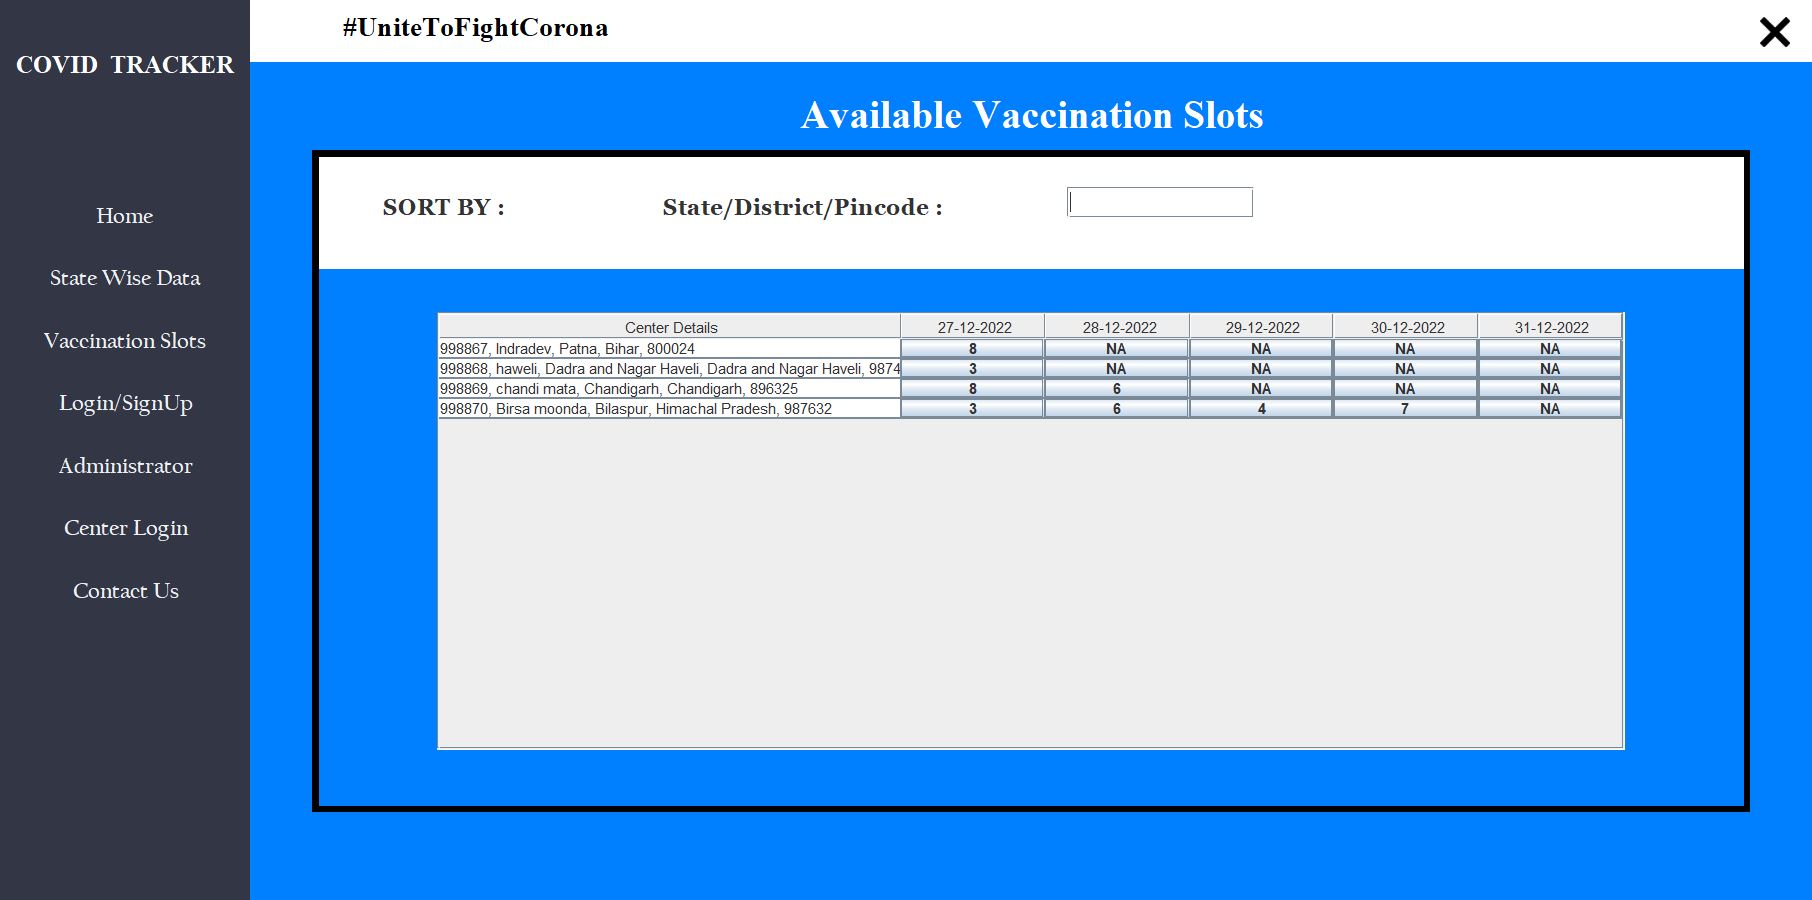 #UniteToFightCorona
COVID TRACKER
Home
State Wise Data
Vaccination Slots
Login/SignUp
Administrator
Center Login
Contact Us
Available Vaccination Slots
SORT BY : State/District/Pincode :
Center Details 27-12-2022 28-12-2022 29-12-2022 30-12-2022 31-12-2022
998867, Indradev, Patna, Bihar, 800024 8 NA NA NA NA
998868, haweli, Dadra and Nagar Haveli, Dadra and Nagar Haveli, 9874 3 NA NA NA NA
998869, chandi mata, Chandigarh, Chandigarh, 896325 8 6 NA NA NA
998870, Birsa moonda, Bilaspur, Himachal Pradesh, 987632 3 6 4 7 NA